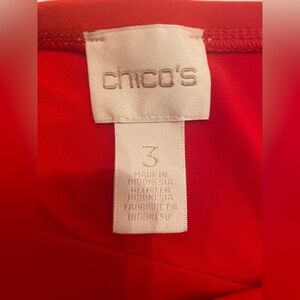 chico's
3
MADE IN
INDONESIA
HECHO EN
INDONESIA
FABRIQUÉ EN
INDONÉSIE